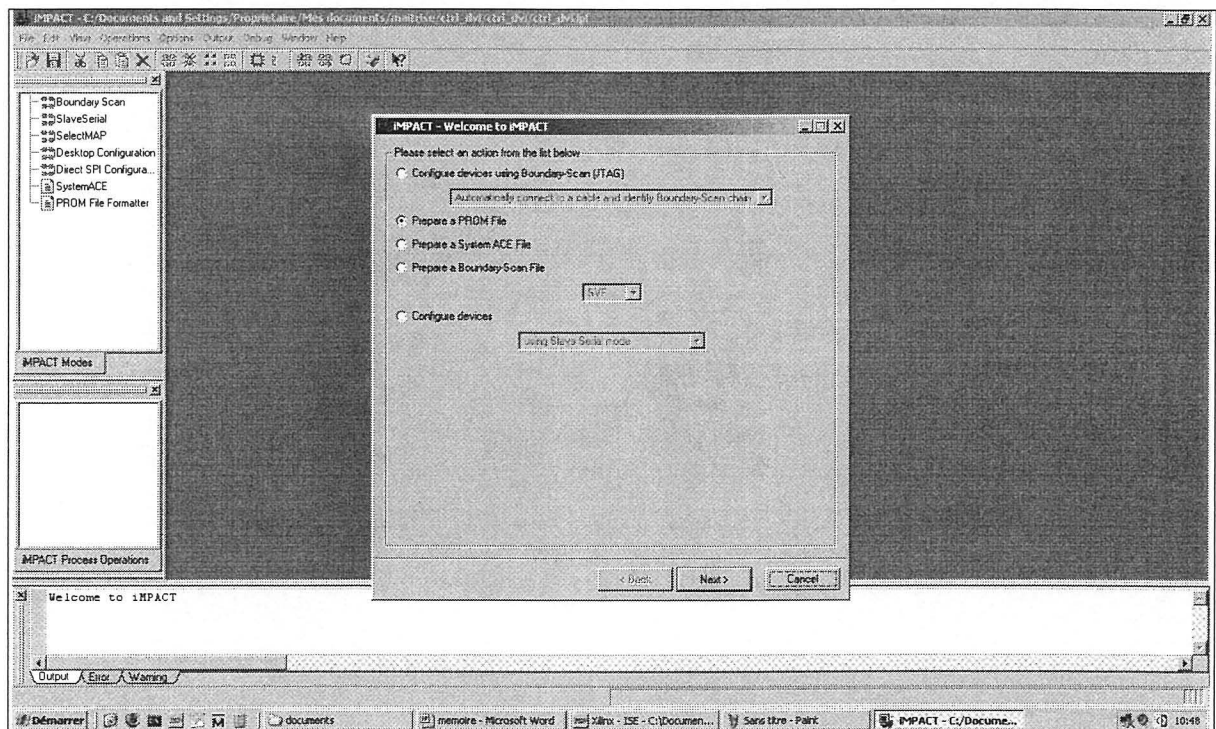 iMPACT - C:/Documents and Settings/Proprietaire/Mes documents/maitrise/ctrl_dvi/ctrl_dvi/ctrl_dvi.ipf
File Edit View Operations Options Output Debug Window Help
Boundary Scan
SlaveSerial
SelectMAP
Desktop Configuration
Direct SPI Configura...
SystemACE
PROM File Formatter
iMPACT Modes
iMPACT Process Operations
iMPACT - Welcome to iMPACT
Please select an action from the list below
Configure devices using Boundary-Scan (JTAG)
Automatically connect to a cable and identify Boundary-Scan chain
Prepare a PROM File
Prepare a System ACE File
Prepare a Boundary-Scan File
SVF
Configure devices
using Slave Serial mode
< Back
Next >
Cancel
Welcome to iMPACT
Output Error Warning
Démarrer
documents
memoire - Microsoft Word
Xilinx - ISE - C:\Documen...
Sans titre - Paint
iMPACT - C:/Docume...
10:48